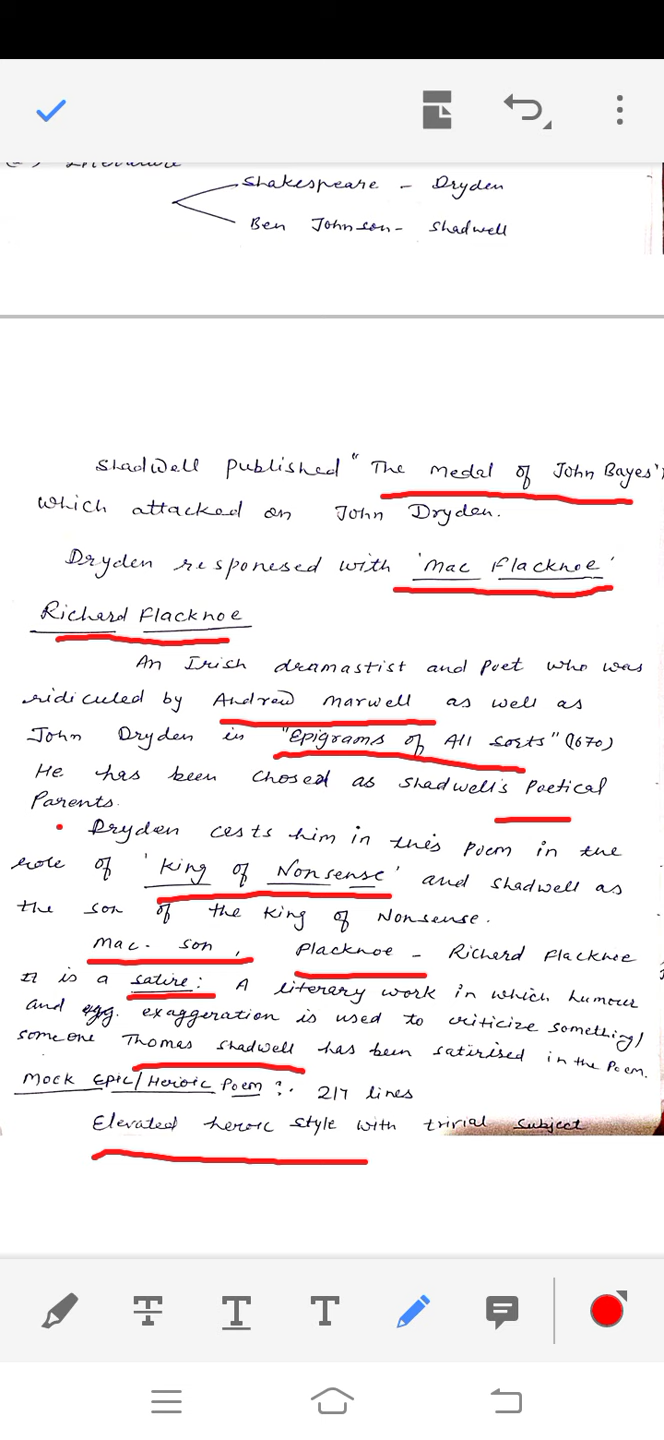 Shakespeare - Dryden
Ben Johnson - Shadwell
Shadwell published "The medal of John Bayes"
which attacked on John Dryden.
Dryden responesed with 'Mac Flacknoe'
Richard Flacknoe
An Irish dramastist and Poet who was
ridiculed by Andrew Marwell as well as
John Dryden in "Epigrams of All sorts" (1670)
He has been chosed as Shadwell's Poetical
Parents.
• Dryden cests him in this poem in the
role of 'King of Nonsense' and Shadwell as
the son of the King of Nonsense.
Mac - son, Placknoe - Richard Flacknoe
It is a satire: A literary work in which humour
and egg. exaggeration is used to criticize something/
someone Thomas Shadwell has been satirised in the Poem.
Mock Epic/Heroic Poem:- 217 lines
Elevated heroic style with trivial subject
T T T